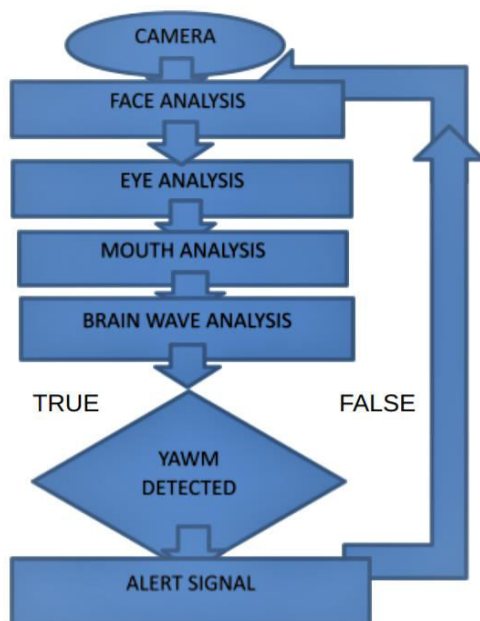 CAMERA
FACE ANALYSIS
EYE ANALYSIS
MOUTH ANALYSIS
BRAIN WAVE ANALYSIS
TRUE
FALSE
YAWM
DETECTED
ALERT SIGNAL